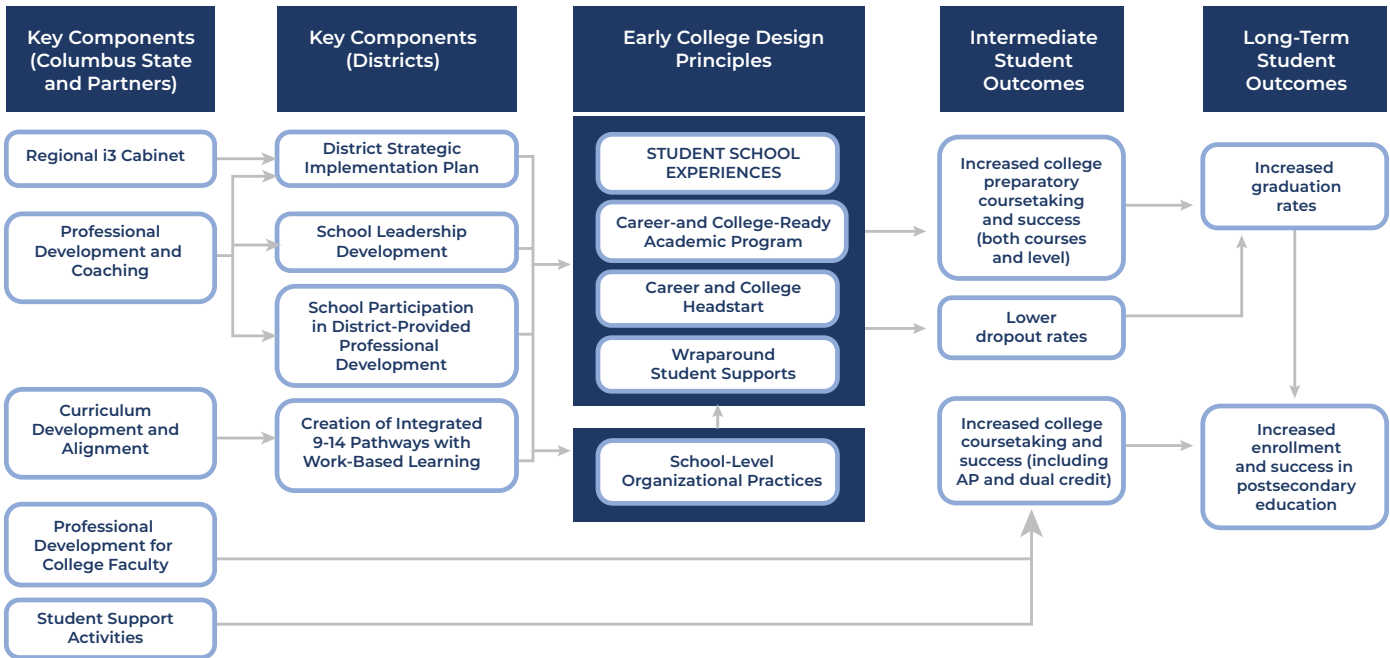 Key Components
(Columbus State
and Partners)
Key Components
(Districts)
Early College Design
Principles
Intermediate
Student
Outcomes
Long-Term
Student
Outcomes
Regional i3 Cabinet
Professional
Development and
Coaching
Curriculum
Development and
Alignment
Professional
Development for
College Faculty
Student Support
Activities
District Strategic
Implementation Plan
School Leadership
Development
School Participation
in District-Provided
Professional
Development
Creation of Integrated
9-14 Pathways with
Work-Based Learning
STUDENT SCHOOL
EXPERIENCES
Career-and College-Ready
Academic Program
Career and College
Headstart
Wraparound
Student Supports
School-Level
Organizational Practices
Increased college
preparatory
coursetaking
and success
(both courses
and level)
Lower
dropout rates
Increased college
coursetaking and
success (including
AP and dual credit)
Increased
graduation
rates
Increased
enrollment
and success in
postsecondary
education